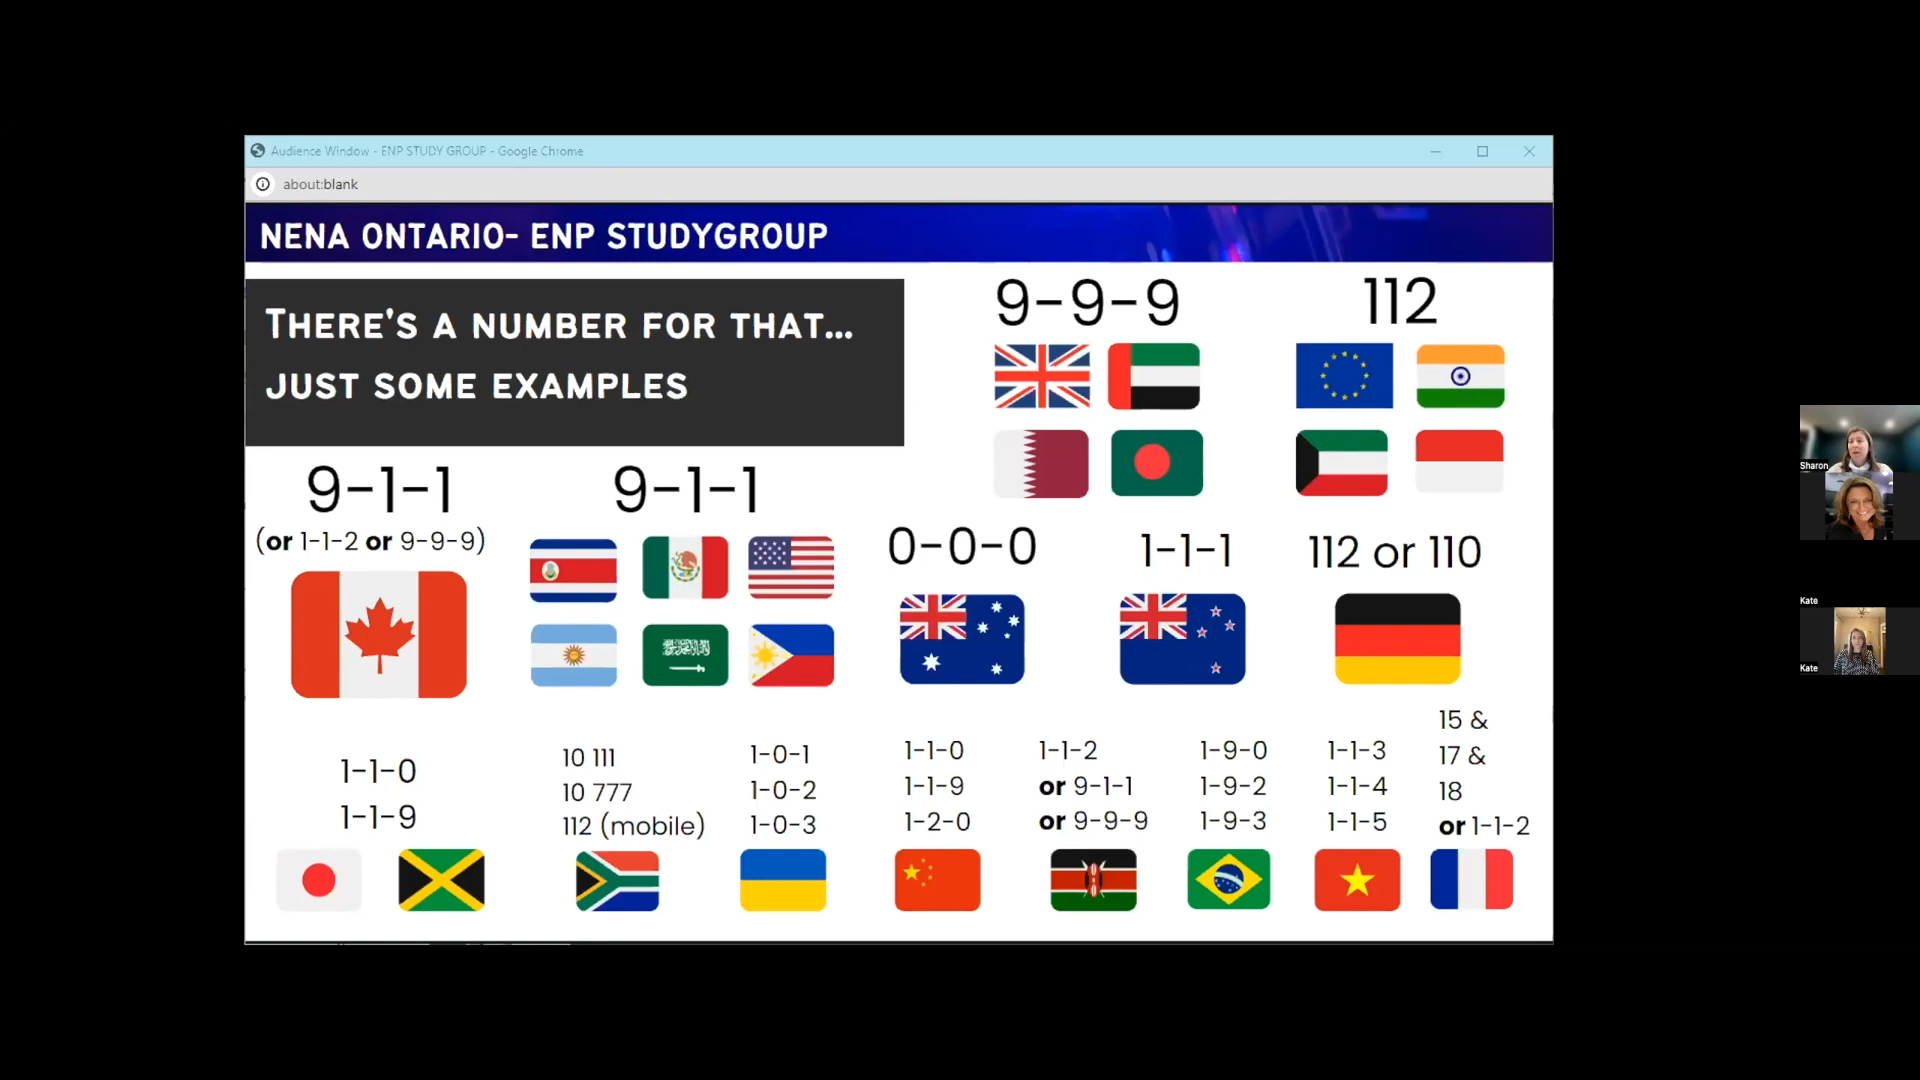 Audience Window - ENP STUDY GROUP - Google Chrome
about:blank
NENA ONTARIO- ENP STUDYGROUP
THERE'S A NUMBER FOR THAT...
JUST SOME EXAMPLES
9-9-9
112
9-1-1
(or 1-1-2 or 9-9-9)
9-1-1
0-0-0
1-1-1
112 or 110
1-1-0
1-1-9
10 111
10 777
112 (mobile)
1-0-1
1-0-2
1-0-3
1-1-0
1-1-9
1-2-0
1-1-2
or 9-1-1
or 9-9-9
1-9-0
1-9-2
1-9-3
1-1-3
1-1-4
1-1-5
15 &
17 &
18
or 1-1-2
Sharon
Kate
Kate